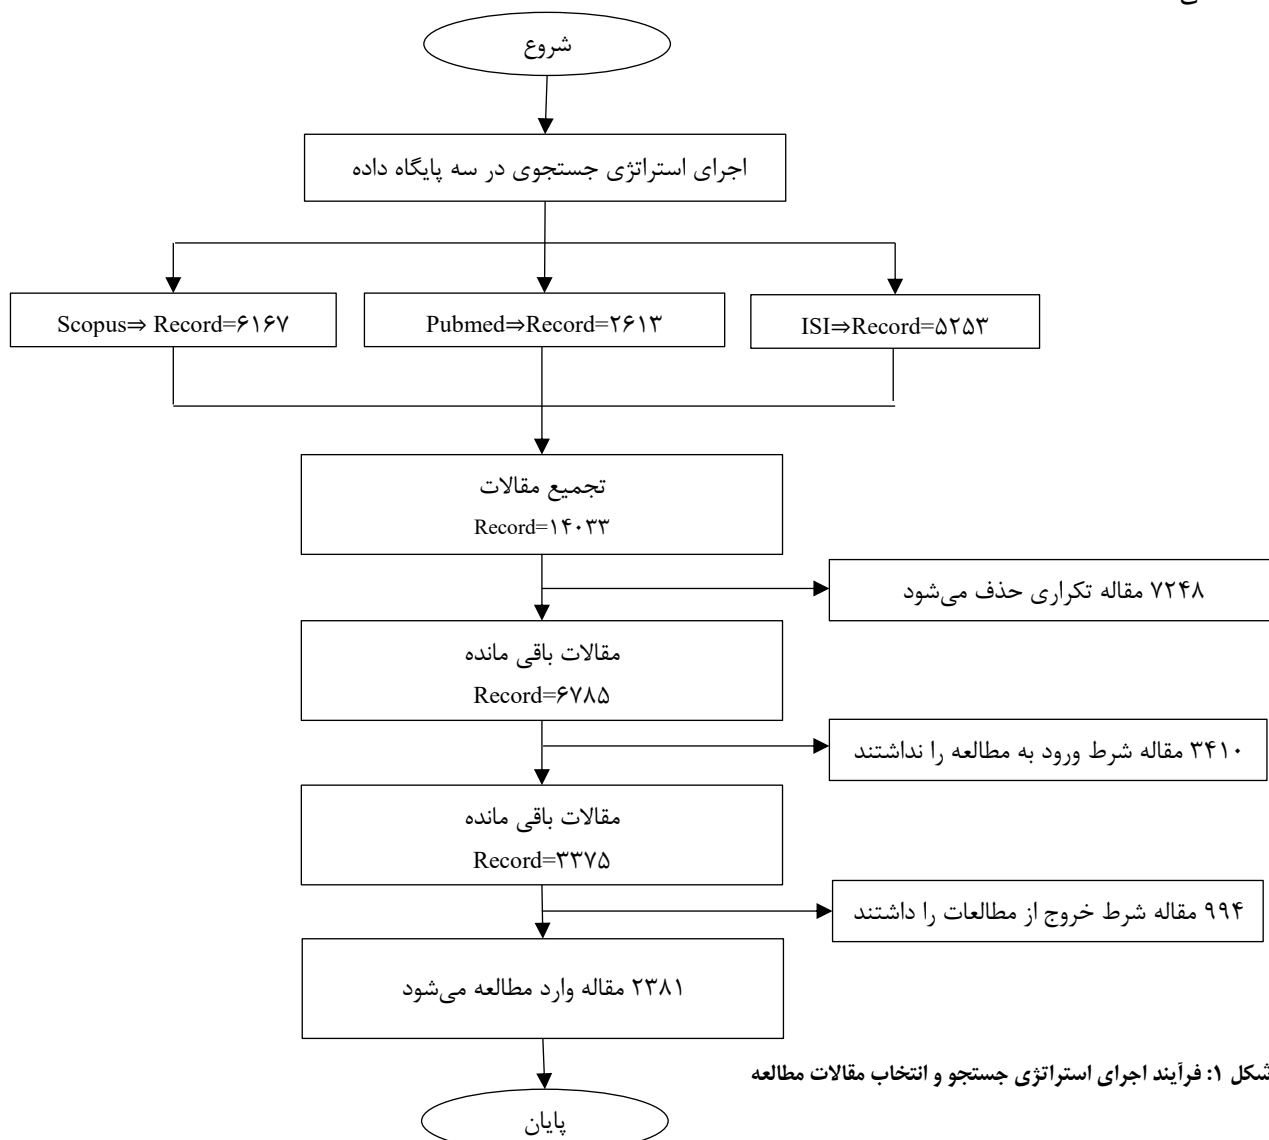 شروع
اجرای استراتژی جستجوی در سه پایگاه داده
Scopus⇒ Record=۶۱۶۷
Pubmed⇒Record=۲۶۱۳
ISI⇒Record=۵۲۵۳
تجمیع مقالات
Record=۱۴۰۳۳
۷۲۴۸ مقاله تکراری حذف می‌شود
مقالات باقی مانده
Record=۶۷۸۵
۳۴۱۰ مقاله شرط ورود به مطالعه را نداشتند
مقالات باقی مانده
Record=۳۳۷۵
۹۹۴ مقاله شرط خروج از مطالعات را داشتند
۲۳۸۱ مقاله وارد مطالعه می‌شود
شکل ۱: فرآیند اجرای استراتژی جستجو و انتخاب مقالات مطالعه
پایان